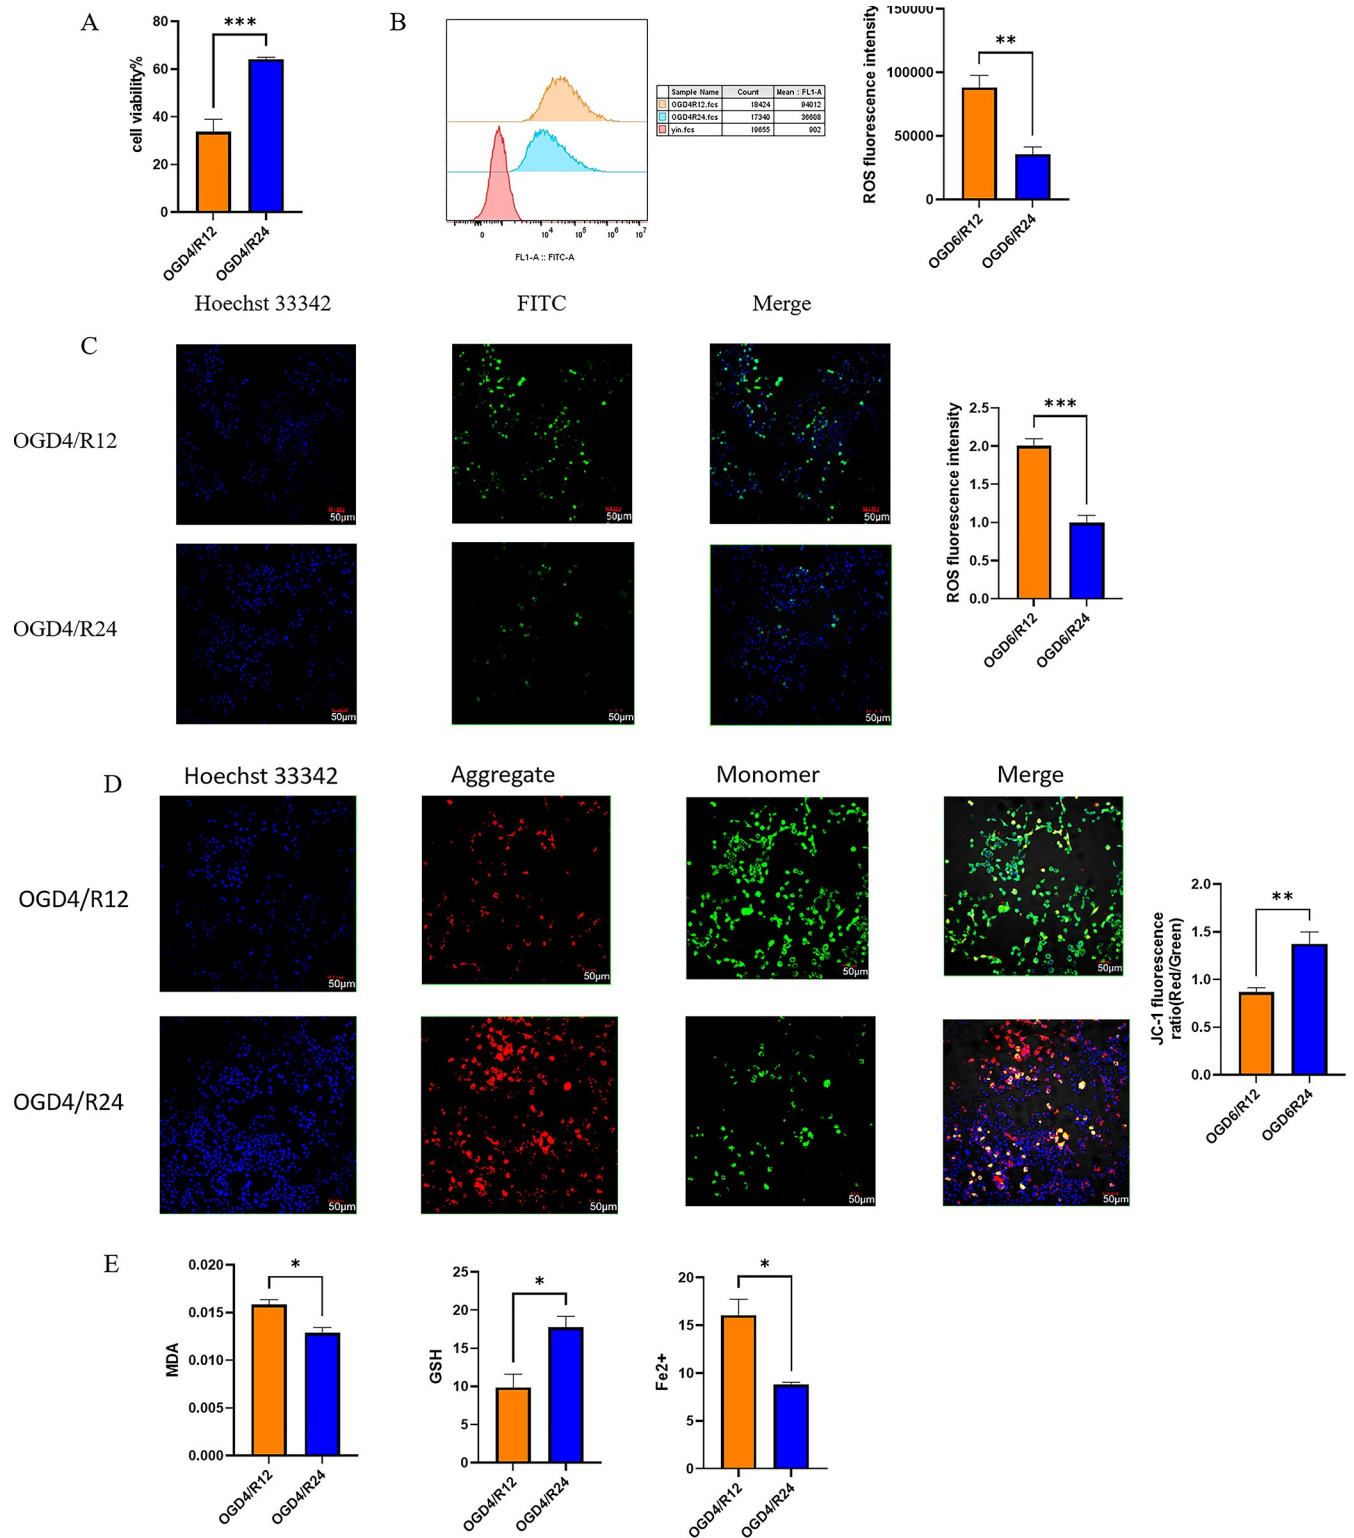 A
cell viability%
80
60
40
20
0
***
OGD4/R12
OGD4/R24
B
Sample Name Count Mean : FL1-A
OGD4R12.fcs 18424 94012
OGD4R24.fcs 17340 36608
yin.fcs 19655 902
0 10⁴ 10⁵ 10⁶ 10⁷
FL1-A :: FITC-A
ROS fluorescence intensity
150000
100000
50000
0
**
OGD6/R12
OGD6/R24
Hoechst 33342 FITC Merge
C
OGD4/R12
50µm
50µm
50µm
OGD4/R24
50µm
50µm
50µm
ROS fluorescence intensity
2.5
2.0
1.5
1.0
0.5
0.0
***
OGD6/R12
OGD6/R24
D
Hoechst 33342 Aggregate Monomer Merge
OGD4/R12
50µm
50µm
50µm
50µm
OGD4/R24
50µm
50µm
50µm
50µm
JC-1 fluorescence
ratio(Red/Green)
2.0
1.5
1.0
0.5
0.0
**
OGD6/R12
OGD6R24
E
MDA
0.020
0.015
0.010
0.005
0.000
*
OGD4/R12
OGD4/R24
GSH
25
20
15
10
5
0
*
OGD4/R12
OGD4/R24
Fe2+
20
15
10
5
0
*
OGD4/R12
OGD4/R24